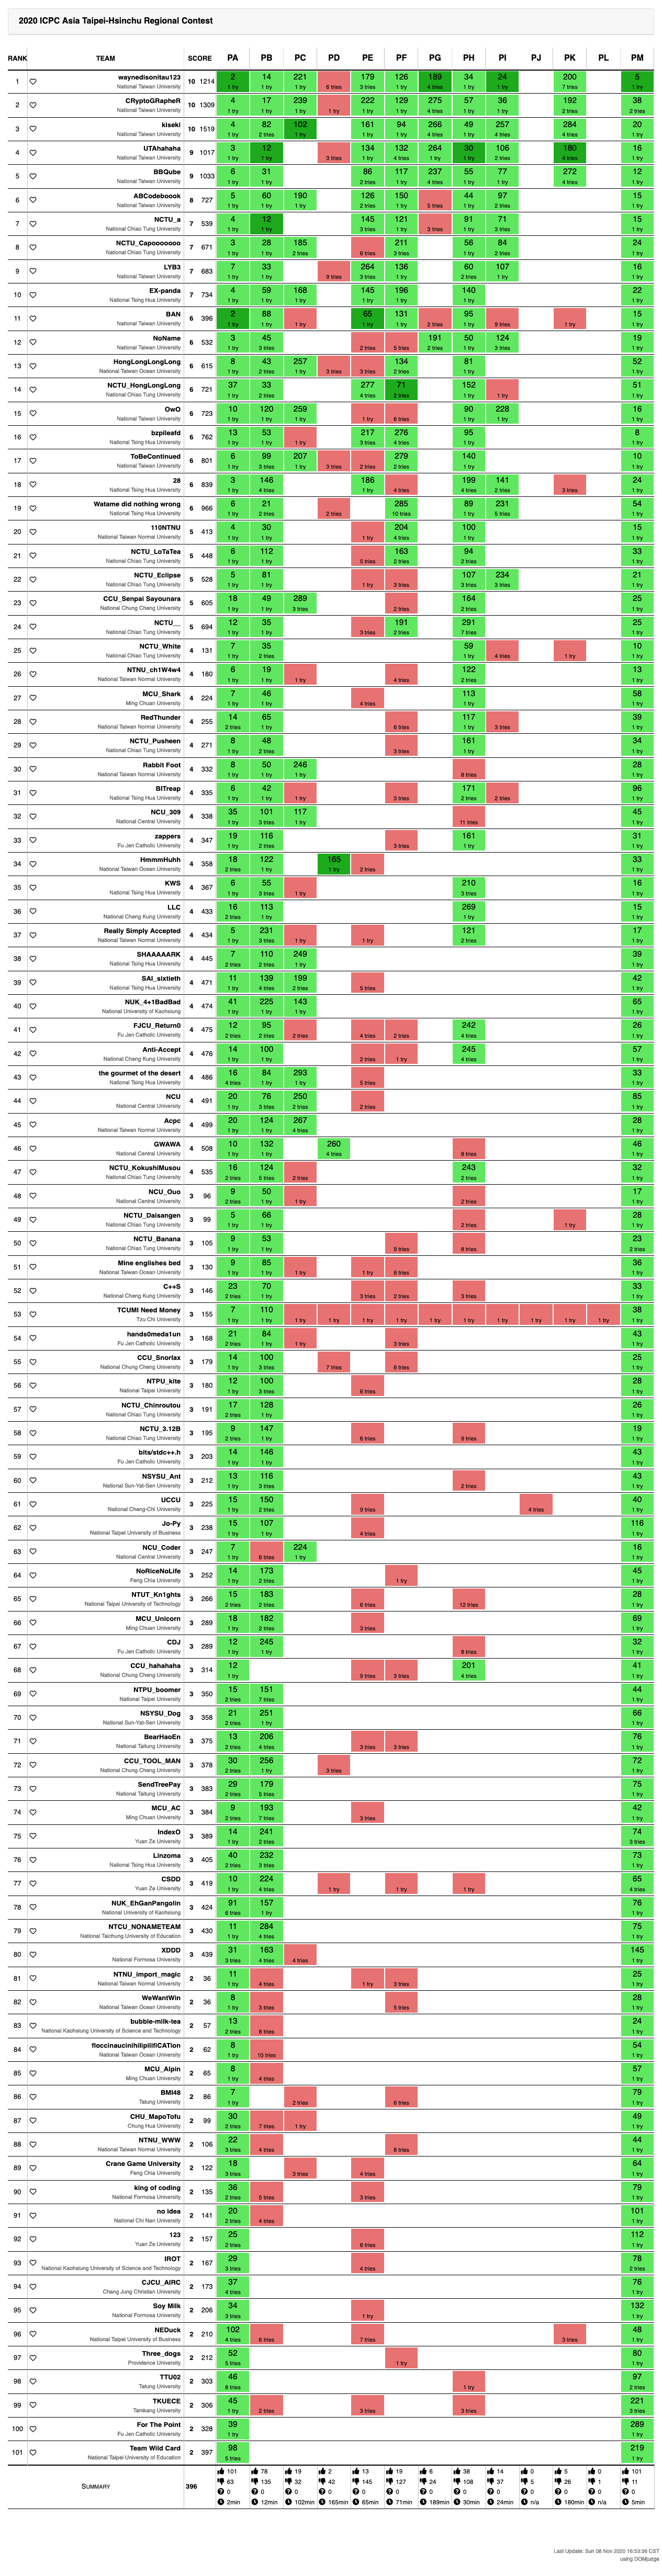 2020 ICPC Asia Taipei-Hsinchu Regional Contest
RANK TEAM SCORE PA PB PC PD PE PF PG PH PI PJ PK PL PM
1 waynedisonitau123 10 1214 2 14 221 179 126 189 34 24 200 5
National Taiwan University 1 try 1 try 1 try 6 tries 3 tries 1 try 4 tries 1 try 1 try 7 tries 1 try
2 CRyptoGRapheR 10 1309 4 17 239 222 129 275 57 36 192 38
National Taiwan University 1 try 1 try 1 try 1 try 2 tries 1 try 4 tries 1 try 1 try 2 tries 2 tries
3 kiseki 10 1519 4 82 102 161 94 266 49 257 284 20
National Taiwan University 1 try 2 tries 1 try 1 try 1 try 4 tries 1 try 4 tries 4 tries 1 try
4 UTAhahaha 9 1017 3 12 134 132 264 30 106 180 16
National Taiwan University 1 try 1 try 3 tries 1 try 4 tries 1 try 1 try 2 tries 4 tries 1 try
5 BBQube 9 1033 6 31 86 117 237 55 77 272 12
National Taiwan University 1 try 1 try 2 tries 1 try 4 tries 1 try 1 try 4 tries 1 try
6 ABCodeboook 8 727 5 60 190 126 150 44 97 15
National Taiwan University 1 try 1 try 1 try 2 tries 1 try 5 tries 1 try 2 tries 1 try
7 NCTU_a 7 539 4 12 145 121 91 71 15
National Chiao Tung University 1 try 1 try 3 tries 1 try 3 tries 1 try 3 tries 1 try
8 NCTU_Capooooooo 7 671 3 28 185 211 56 84 24
National Chiao Tung University 1 try 1 try 2 tries 6 tries 3 tries 1 try 2 tries 1 try
9 LYB3 7 683 7 33 264 136 60 107 16
National Taiwan University 1 try 1 try 9 tries 3 tries 1 try 2 tries 1 try 1 try
10 EX-panda 7 734 4 59 168 145 196 140 22
National Tsing Hua University 1 try 1 try 1 try 1 try 1 try 1 try 1 try
11 BAN 6 396 2 88 65 131 95 15
National Taiwan University 1 try 1 try 1 try 1 try 1 try 2 tries 1 try 9 tries 1 try 1 try
12 NoName 6 532 3 45 191 50 124 19
National Taiwan University 1 try 3 tries 2 tries 5 tries 2 tries 1 try 3 tries 1 try
13 HongLongLongLong 6 615 8 43 257 134 81 52
National Taiwan Ocean University 1 try 2 tries 1 try 3 tries 3 tries 2 tries 1 try 1 try
14 NCTU_HongLongLong 6 721 37 33 277 71 152 51
National Chiao Tung University 1 try 2 tries 4 tries 2 tries 1 try 1 try 1 try
15 OwO 6 723 10 120 259 90 228 16
National Taiwan University 1 try 1 try 1 try 1 try 6 tries 1 try 1 try 1 try
16 bzpileafd 6 762 13 53 217 276 95 8
National Tsing Hua University 1 try 1 try 1 try 3 tries 4 tries 1 try 1 try
17 ToBeContinued 6 801 6 99 207 279 140 10
National Taiwan University 1 try 3 tries 1 try 3 tries 2 tries 2 tries 1 try 1 try
18 28 6 839 3 146 186 199 141 24
National Tsing Hua University 1 try 4 tries 1 try 4 tries 4 tries 2 tries 3 tries 1 try
19 Watame did nothing wrong 6 966 6 21 285 89 231 54
National Tsing Hua University 1 try 2 tries 2 tries 10 tries 1 try 5 tries 1 try
20 110NTNU 5 413 4 30 204 100 15
National Taiwan Normal University 1 try 1 try 1 try 4 tries 1 try 1 try
21 NCTU_LoTaTea 5 448 6 112 163 94 33
National Chiao Tung University 1 try 1 try 5 tries 2 tries 2 tries 1 try
22 NCTU_Eclipse 5 528 5 81 107 234 21
National Chiao Tung University 1 try 1 try 1 try 3 tries 3 tries 3 tries 1 try
23 CCU_Senpai Sayounara 5 605 18 49 289 164 25
National Chung Cheng University 1 try 1 try 3 tries 2 tries 2 tries 1 try
24 NCTU__ 5 694 12 35 191 291 25
National Chiao Tung University 1 try 1 try 3 tries 2 tries 7 tries 1 try
25 NCTU_White 4 131 7 35 59 10
National Chiao Tung University 1 try 2 tries 1 try 4 tries 1 try 1 try
26 NTNU_ch1W4w4 4 180 6 19 122 13
National Taiwan Normal University 1 try 1 try 1 try 4 tries 2 tries 1 try
27 MCU_Shark 4 224 7 46 113 58
Ming Chuan University 1 try 1 try 4 tries 1 try 1 try
28 RedThunder 4 255 14 65 117 39
National Taiwan Normal University 2 tries 1 try 6 tries 1 try 3 tries 1 try
29 NCTU_Pusheen 4 271 8 48 161 34
National Chiao Tung University 1 try 2 tries 3 tries 1 try 1 try
30 Rabbit Foot 4 332 8 50 246 28
National Taiwan Normal University 1 try 1 try 1 try 8 tries 1 try
31 BITreap 4 335 6 42 171 96
National Tsing Hua University 1 try 1 try 1 try 3 tries 2 tries 2 tries 1 try
32 NCU_309 4 338 35 101 117 45
National Central University 1 try 3 tries 1 try 11 tries 1 try
33 zappers 4 347 19 116 161 31
Fu Jen Catholic University 1 try 2 tries 3 tries 1 try 1 try
34 HmmmHuhh 4 358 18 122 165 33
National Taiwan Ocean University 2 tries 1 try 1 try 2 tries 1 try
35 KWS 4 367 6 55 210 16
National Tsing Hua University 1 try 3 tries 1 try 3 tries 1 try
36 LLC 4 433 16 113 269 15
National Cheng Kung University 2 tries 1 try 1 try 1 try
37 Really Simply Accepted 4 434 5 231 121 17
National Taiwan Normal University 1 try 3 tries 1 try 1 try 2 tries 1 try
38 SHAAAAARK 4 445 7 110 249 39
National Tsing Hua University 2 tries 2 tries 1 try 1 try
39 SAI_sixtieth 4 471 11 139 199 42
National Tsing Hua University 1 try 4 tries 2 tries 5 tries 1 try
40 NUK_4+1BadBad 4 474 41 225 143 65
National University of Kaohsiung 1 try 1 try 1 try 1 try
41 FJCU_Return0 4 475 12 95 242 26
Fu Jen Catholic University 2 tries 2 tries 2 tries 4 tries 2 tries 4 tries 1 try
42 Anti-Accept 4 476 14 100 245 57
National Cheng Kung University 1 try 1 try 2 tries 1 try 4 tries 1 try
43 the gourmet of the desert 4 486 16 84 293 33
National Tsing Hua University 4 tries 1 try 1 try 5 tries 1 try
44 NCU 4 491 20 76 250 85
National Central University 1 try 3 tries 2 tries 2 tries 1 try
45 Acpc 4 499 20 124 267 28
National Taiwan Normal University 1 try 1 try 4 tries 1 try
46 GWAWA 4 508 10 132 260 46
National Central University 1 try 1 try 4 tries 8 tries 1 try
47 NCTU_KokushiMusou 4 535 16 124 243 32
National Chiao Tung University 2 tries 5 tries 2 tries 2 tries 1 try
48 NCU_Ouo 3 96 9 50 17
National Central University 2 tries 1 try 1 try 2 tries 1 try
49 NCTU_Daisangen 3 99 5 66 28
National Chiao Tung University 1 try 1 try 2 tries 1 try 1 try
50 NCTU_Banana 3 105 9 53 23
National Chiao Tung University 1 try 1 try 9 tries 8 tries 2 tries
51 Mine englishes bed 3 130 9 85 36
National Taiwan Ocean University 1 try 1 try 1 try 1 try 8 tries 1 try
52 C++S 3 146 23 70 33
National Cheng Kung University 2 tries 1 try 3 tries 2 tries 3 tries 1 try
53 TCUMI Need Money 3 155 7 110 38
Tzu Chi University 1 try 1 try 1 try 1 try 1 try 1 try 1 try 1 try 1 try 1 try 1 try 1 try 1 try
54 hands0meda1un 3 168 21 84 43
Fu Jen Catholic University 2 tries 1 try 1 try 3 tries 1 try
55 CCU_Snorlax 3 179 14 100 25
National Chung Cheng University 1 try 3 tries 7 tries 6 tries 1 try
56 NTPU_kite 3 180 12 100 28
National Taipei University 1 try 3 tries 6 tries 1 try
57 NCTU_Chinroutou 3 191 17 128 26
National Chiao Tung University 2 tries 1 try 1 try
58 NCTU_3.12B 3 195 9 147 19
National Chiao Tung University 2 tries 1 try 6 tries 9 tries 1 try
59 bits/stdc++.h 3 203 14 146 43
Fu Jen Catholic University 1 try 1 try 1 try
60 NSYSU_Ant 3 212 13 116 43
National Sun-Yat-Sen University 1 try 3 tries 2 tries 1 try
61 UCCU 3 225 15 150 40
National Cheng-Chi University 1 try 2 tries 9 tries 4 tries 1 try
62 Jo-Py 3 238 15 107 116
National Taipei University of Business 1 try 1 try 4 tries 1 try
63 NCU_Coder 3 247 7 224 16
National Central University 1 try 6 tries 1 try 1 try
64 NoRiceNoLife 3 252 14 173 45
Feng Chia University 1 try 2 tries 1 try 1 try
65 NTUT_Kn1ghts 3 266 15 183 28
National Taipei University of Technology 2 tries 2 tries 6 tries 12 tries 1 try
66 MCU_Unicorn 3 289 18 182 69
Ming Chuan University 1 try 2 tries 3 tries 1 try
67 CDJ 3 289 12 245 32
Fu Jen Catholic University 1 try 1 try 8 tries 1 try
68 CCU_hahahaha 3 314 12 201 41
National Chung Cheng University 1 try 9 tries 3 tries 4 tries 1 try
69 NTPU_boomer 3 350 15 151 44
National Taipei University 2 tries 7 tries 1 try
70 NSYSU_Dog 3 358 21 251 66
National Sun-Yat-Sen University 2 tries 1 try 1 try
71 BearHaoEn 3 375 13 206 76
National Taitung University 2 tries 4 tries 3 tries 3 tries 1 try
72 CCU_TOOL_MAN 3 378 30 256 72
National Chung Cheng University 2 tries 1 try 3 tries 1 try
73 SendTreePay 3 383 29 179 75
National Taitung University 2 tries 5 tries 1 try
74 MCU_AC 3 384 9 193 42
Ming Chuan University 2 tries 7 tries 3 tries 1 try
75 IndexO 3 389 14 241 74
Yuan Ze University 1 try 2 tries 3 tries
76 Linzoma 3 405 40 232 73
National Tsing Hua University 2 tries 3 tries 1 try
77 CSDD 3 419 10 224 65
Yuan Ze University 1 try 4 tries 1 try 1 try 1 try 4 tries
78 NUK_EhGanPangolin 3 424 91 157 76
National University of Kaohsiung 6 tries 1 try 1 try
79 NTCU_NONAMETEAM 3 430 11 284 75
National Taichung University of Education 1 try 4 tries 1 try
80 XDDD 3 439 31 163 145
National Formosa University 3 tries 4 tries 4 tries 1 try
81 NTNU_import_magic 2 36 11 25
National Taiwan Normal University 1 try 4 tries 1 try 3 tries 1 try
82 WeWantWin 2 36 8 28
National Taiwan Ocean University 1 try 3 tries 5 tries 1 try
83 bubble-milk-tea 2 57 13 24
National Kaohsiung University of Science and Technology 2 tries 8 tries 1 try
84 floccinaucinihilipilifiCATion 2 62 8 54
National Taiwan Ocean University 1 try 10 tries 1 try
85 MCU_Alpin 2 65 8 57
Ming Chuan University 1 try 4 tries 1 try
86 BMI48 2 86 7 79
Tatung University 1 try 2 tries 6 tries 1 try
87 CHU_MapoTofu 2 99 30 49
Chung Hua University 2 tries 7 tries 1 try 1 try
88 NTNU_WWW 2 106 22 44
National Taiwan Normal University 3 tries 4 tries 8 tries 1 try
89 Crane Game University 2 122 18 64
Feng Chia University 3 tries 3 tries 4 tries 1 try
90 king of coding 2 135 36 79
National Formosa University 2 tries 5 tries 3 tries 1 try
91 no idea 2 141 20 101
National Chi Nan University 2 tries 4 tries 1 try
92 123 2 157 25 112
Yuan Ze University 2 tries 6 tries 1 try
93 IROT 2 167 29 78
National Kaohsiung University of Science and Technology 3 tries 4 tries 2 tries
94 CJCU_AIRC 2 173 37 76
Chang Jung Christian University 4 tries 1 try
95 Soy Milk 2 206 34 132
National Formosa University 3 tries 1 try 1 try
96 NEDuck 2 210 102 48
National Taipei University of Business 4 tries 6 tries 7 tries 3 tries 1 try
97 Three_dogs 2 212 52 80
Providence University 5 tries 1 try 1 try
98 TTU02 2 303 46 97
Tatung University 8 tries 1 try 2 tries
99 TKUECE 2 306 45 221
Tamkang University 1 try 2 tries 3 tries 3 tries 3 tries
100 For The Point 2 328 39 289
Fu Jen Catholic University 1 try 1 try
101 Team Wild Card 2 397 98 219
National Taipei University of Education 5 tries 1 try
101 78 19 2 13 19 6 38 14 0 5 0 101
SUMMARY 396 63 135 32 42 145 127 24 108 37 5 26 1 11
0 0 0 0 0 0 0 0 0 0 0 0 0
2min 12min 102min 165min 65min 71min 189min 30min 24min n/a 180min n/a 5min
Last Update: Sun 08 Nov 2020 16:53:36 CST
using DOMjudge